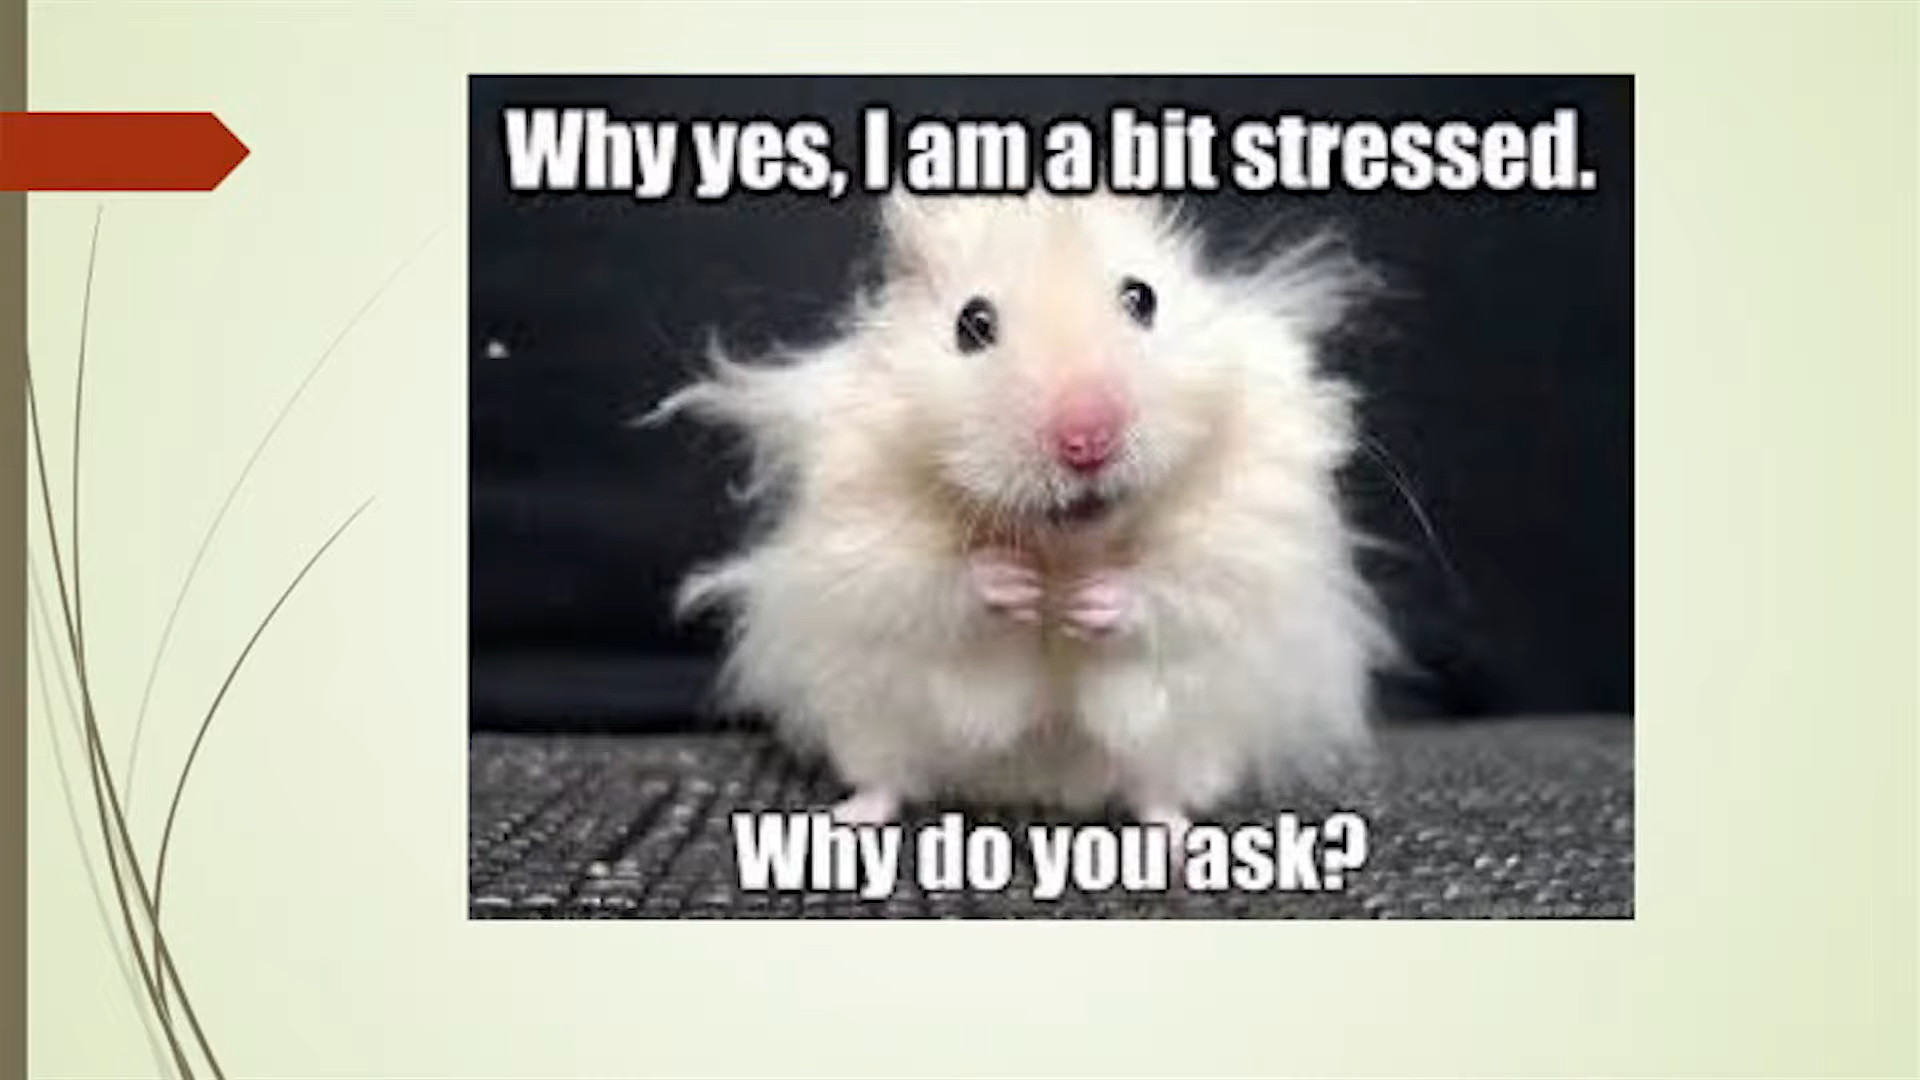 Why yes, I am a bit stressed.
Why do you ask?